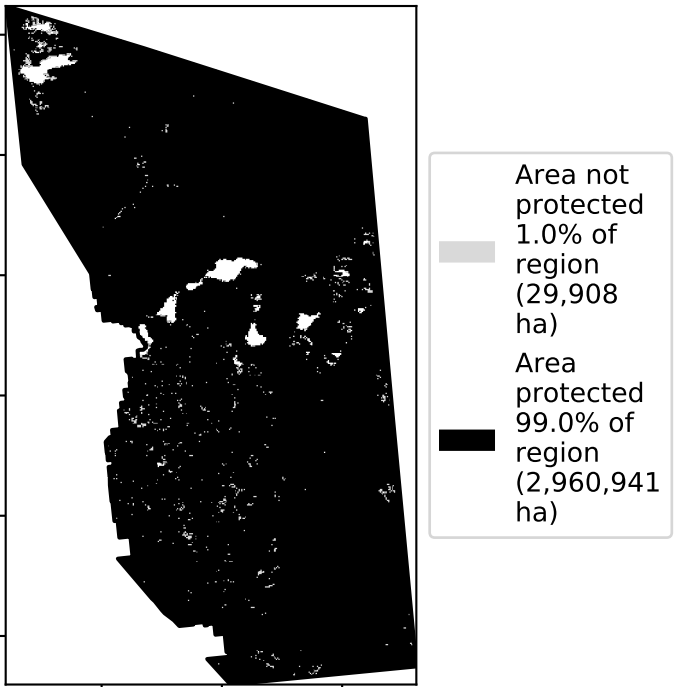 Area not
protected
1.0% of
region
(29,908
ha)
Area
protected
99.0% of
region
(2,960,941
ha)